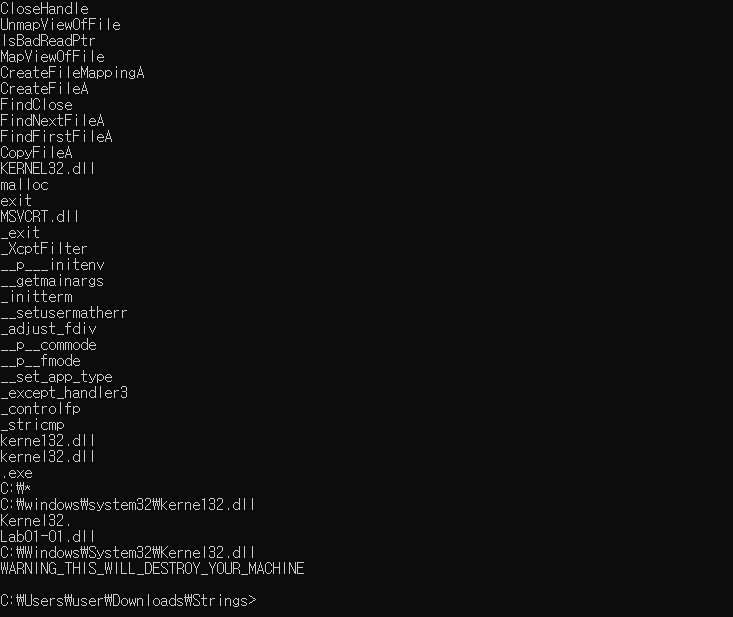 CloseHandle
UnmapViewOfFile
IsBadReadPtr
MapViewOfFile
CreateFileMappingA
CreateFileA
FindClose
FindNextFileA
FindFirstFileA
CopyFileA
KERNEL32.dll
malloc
exit
MSVCRT.dll
_exit
_XcptFilter
__p___initenv
__getmainargs
_initterm
__setusermatherr
_adjust_fdiv
__p__commode
__p__fmode
__set_app_type
_except_handler3
_controlfp
_stricmp
kerne132.dll
kernel32.dll
.exe
C:₩*
C:₩windows₩system32₩kerne132.dll
Kernel32.
Lab01-01.dll
C:₩Windows₩System32₩Kernel32.dll
WARNING_THIS_WILL_DESTROY_YOUR_MACHINE
C:₩Users₩user₩Downloads₩Strings>